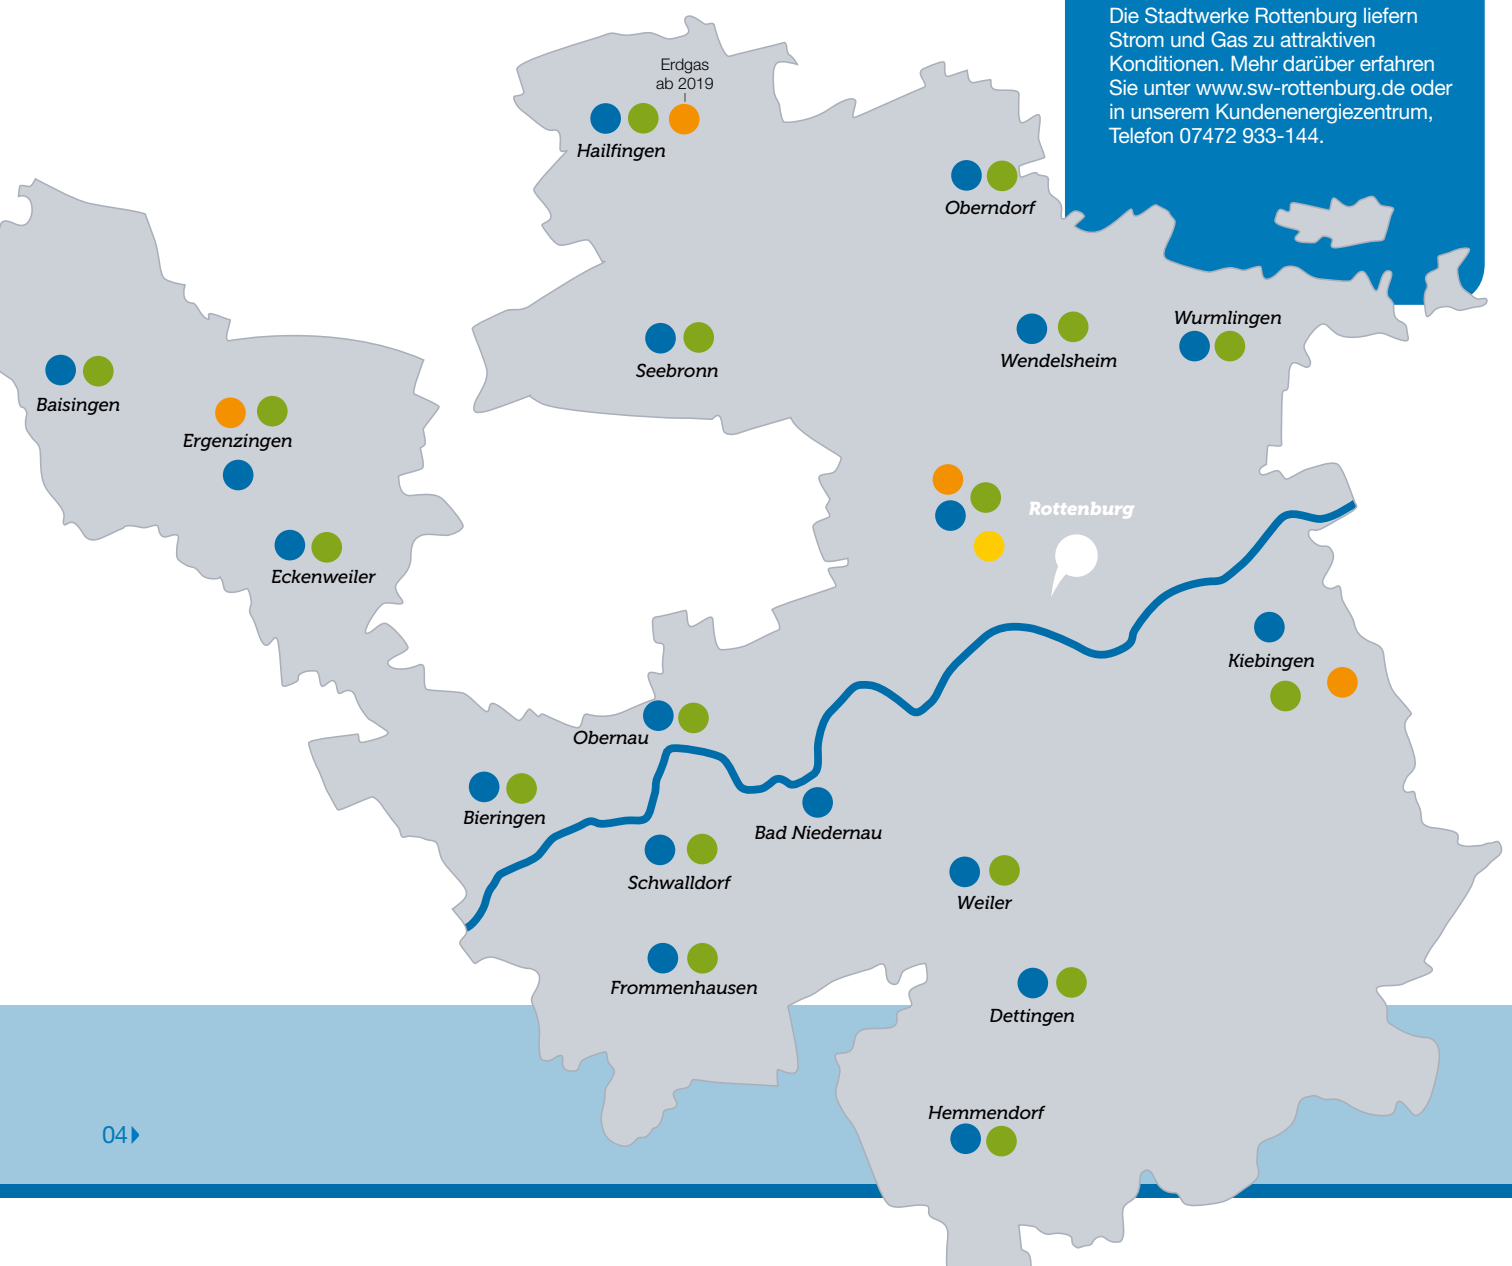 Die Stadtwerke Rottenburg liefern
Strom und Gas zu attraktiven
Konditionen. Mehr darüber erfahren
Sie unter www.sw-rottenburg.de oder
in unserem Kundenenergiezentrum,
Telefon 07472 933-144.
Erdgas
ab 2019
Hailfingen
Oberndorf
Wurmlingen
Wendelsheim
Seebronn
Baisingen
Ergenzingen
Rottenburg
Eckenweiler
Kiebingen
Obernau
Bieringen
Bad Niedernau
Schwalldorf
Weiler
Frommenhausen
Dettingen
Hemmendorf
04